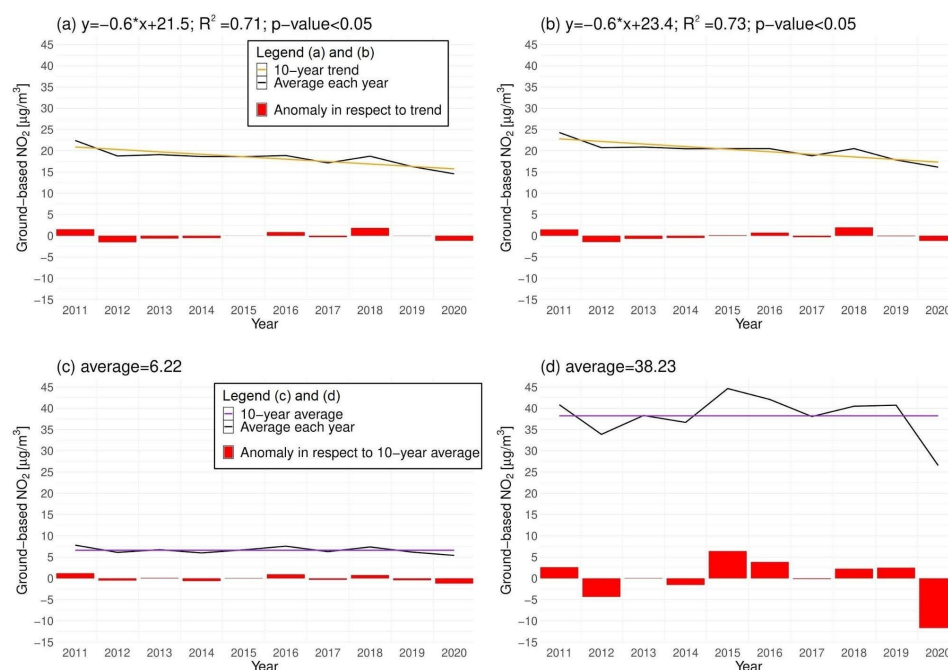 (a) y=−0.6*x+21.5; R² =0.71; p−value<0.05
45
40
35
30
25
20
15
10
5
0
−5
−10
−15
Ground−based NO₂ [µg/m³]
Legend (a) and (b)
10−year trend
Average each year
Anomaly in respect to trend
2011 2012 2013 2014 2015 2016 2017 2018 2019 2020
Year
(b) y=−0.6*x+23.4; R² =0.73; p−value<0.05
45
40
35
30
25
20
15
10
5
0
−5
−10
−15
Ground−based NO₂ [µg/m³]
2011 2012 2013 2014 2015 2016 2017 2018 2019 2020
Year
(c) average=6.22
45
40
35
30
25
20
15
10
5
0
−5
−10
−15
Ground−based NO₂ [µg/m³]
Legend (c) and (d)
10−year average
Average each year
Anomaly in respect to 10−year average
2011 2012 2013 2014 2015 2016 2017 2018 2019 2020
Year
(d) average=38.23
45
40
35
30
25
20
15
10
5
0
−5
−10
−15
Ground−based NO₂ [µg/m³]
2011 2012 2013 2014 2015 2016 2017 2018 2019 2020
Year